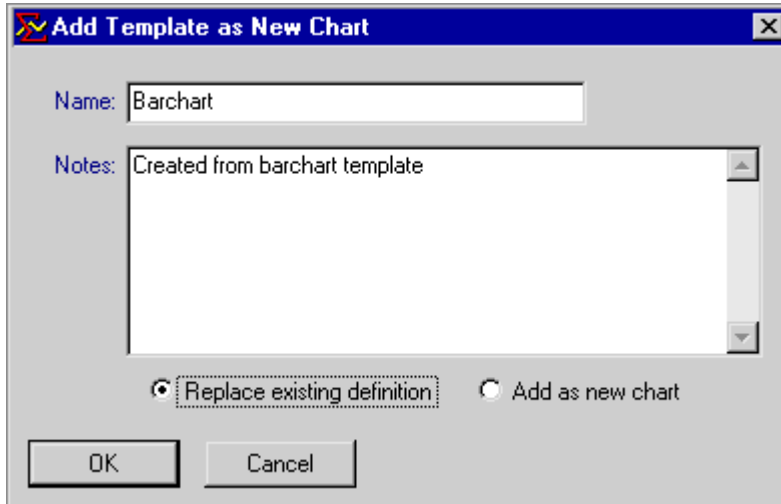 Add Template as New Chart
Name: Barchart
Notes: Created from barchart template
Replace existing definition Add as new chart
OK Cancel